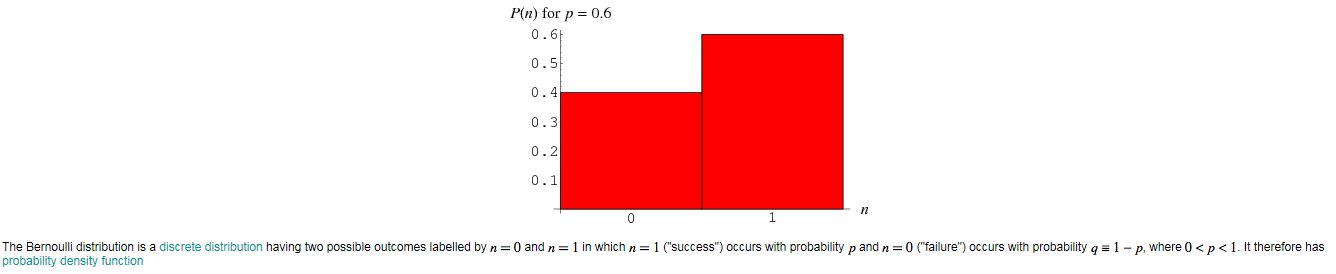 P(n) for p = 0.6
0.6
0.5
0.4
0.3
0.2
0.1
0 1 n
The Bernoulli distribution is a discrete distribution having two possible outcomes labelled by n = 0 and n = 1 in which n = 1 ("success") occurs with probability p and n = 0 ("failure") occurs with probability q ≡ 1 − p, where 0 < p < 1. It therefore has
probability density function